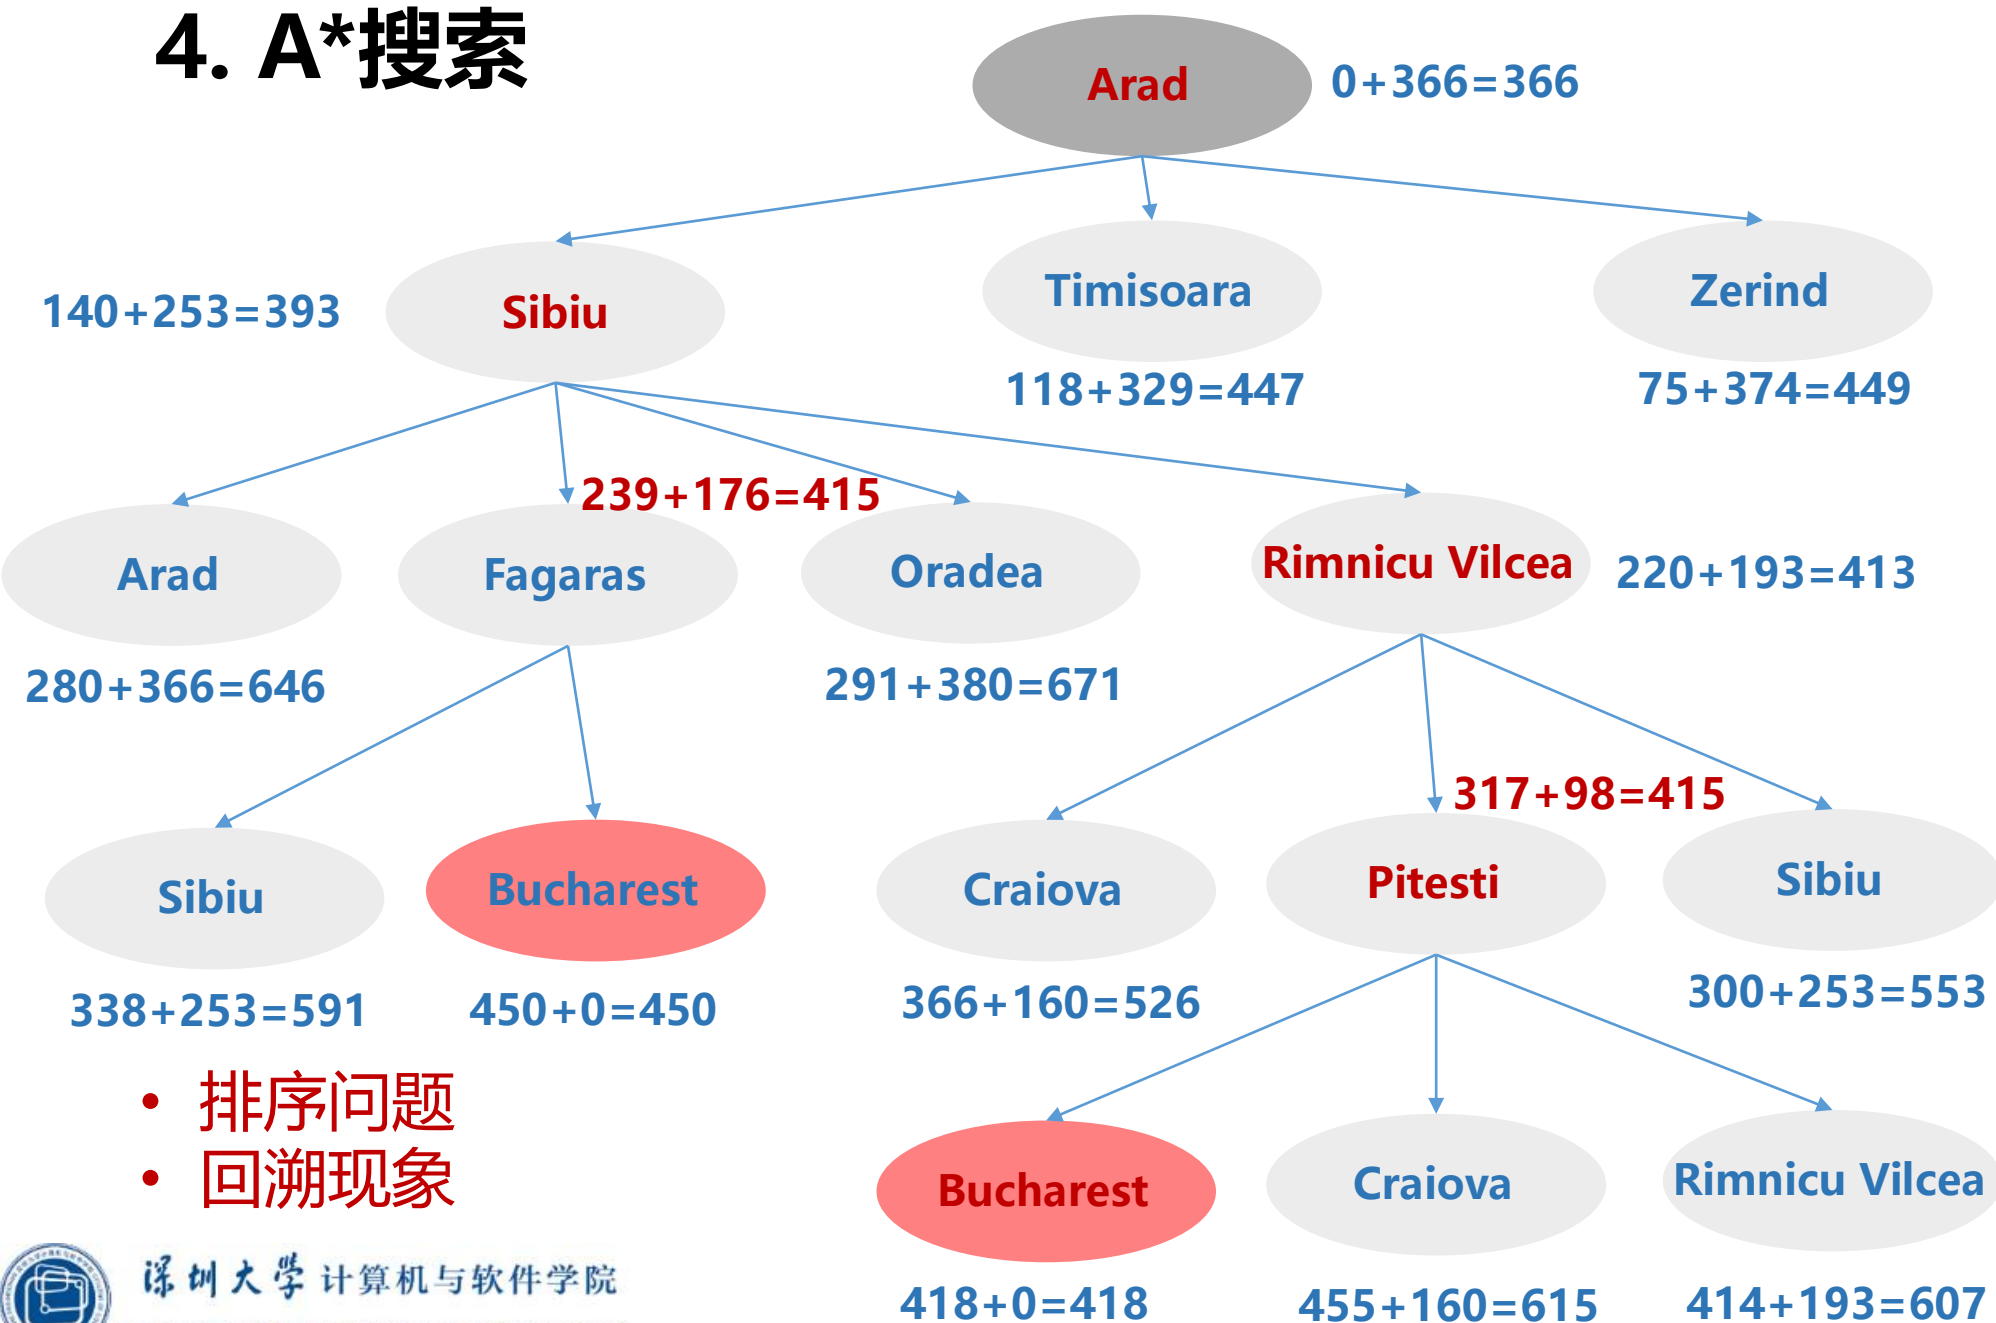 4. A*搜索
Arad
0+366=366
140+253=393
Sibiu
Timisoara
Zerind
118+329=447
75+374=449
239+176=415
Arad
Fagaras
Oradea
Rimnicu Vilcea
220+193=413
280+366=646
291+380=671
317+98=415
Sibiu
Bucharest
Craiova
Pitesti
Sibiu
338+253=591
450+0=450
366+160=526
300+253=553
• 排序问题
• 回溯现象
Bucharest
Craiova
Rimnicu Vilcea
深圳大学 计算机与软件学院
418+0=418
455+160=615
414+193=607